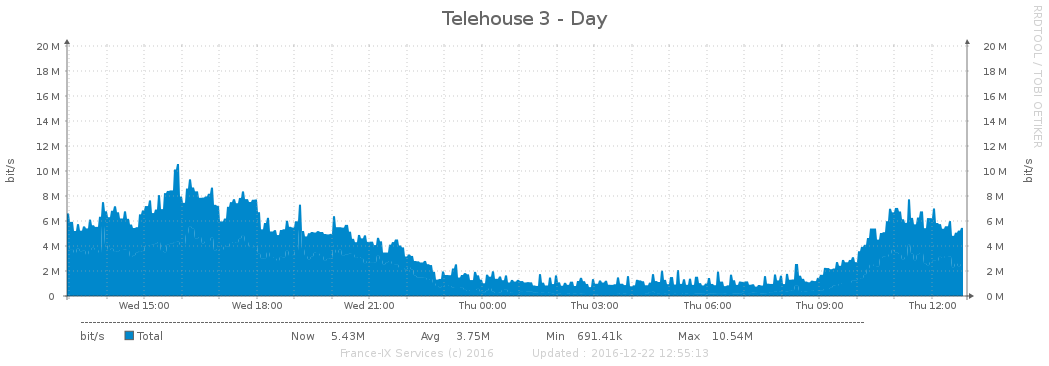 Telehouse 3 - Day
RRDTOOL / TOBI OETIKER
20 M 20 M
18 M 18 M
16 M 16 M
14 M 14 M
12 M 12 M
10 M 10 M
8 M 8 M
6 M 6 M
4 M 4 M
2 M 2 M
0 0 M
bit/s bit/s
Wed 15:00 Wed 18:00 Wed 21:00 Thu 00:00 Thu 03:00 Thu 06:00 Thu 09:00 Thu 12:00
bit/s Total Now 5.43M Avg 3.75M Min 691.41k Max 10.54M
France-IX Services (c) 2016 Updated : 2016-12-22 12:55:13